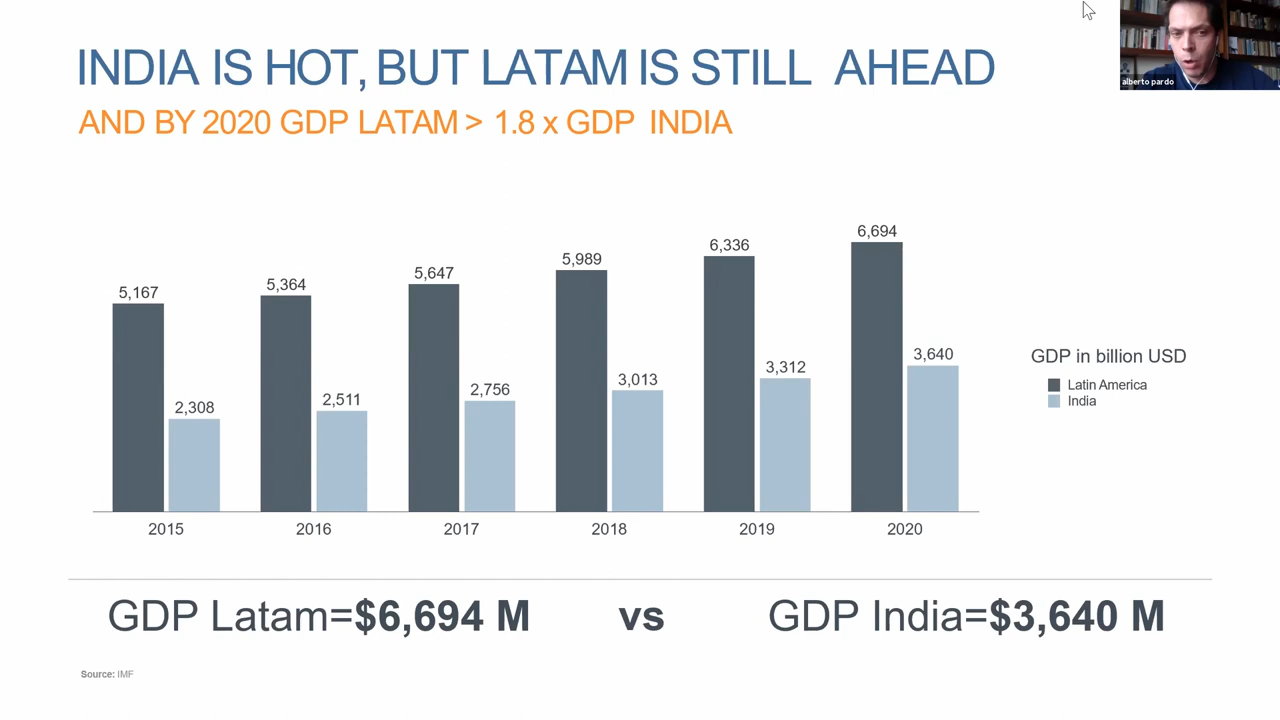 alberto pardo
INDIA IS HOT, BUT LATAM IS STILL AHEAD
AND BY 2020 GDP LATAM > 1.8 x GDP INDIA
5,167
2,308
5,364
2,511
5,647
2,756
5,989
3,013
6,336
3,312
6,694
3,640
2015
2016
2017
2018
2019
2020
GDP in billion USD
Latin America
India
GDP Latam=$6,694 M vs GDP India=$3,640 M
Source: IMF